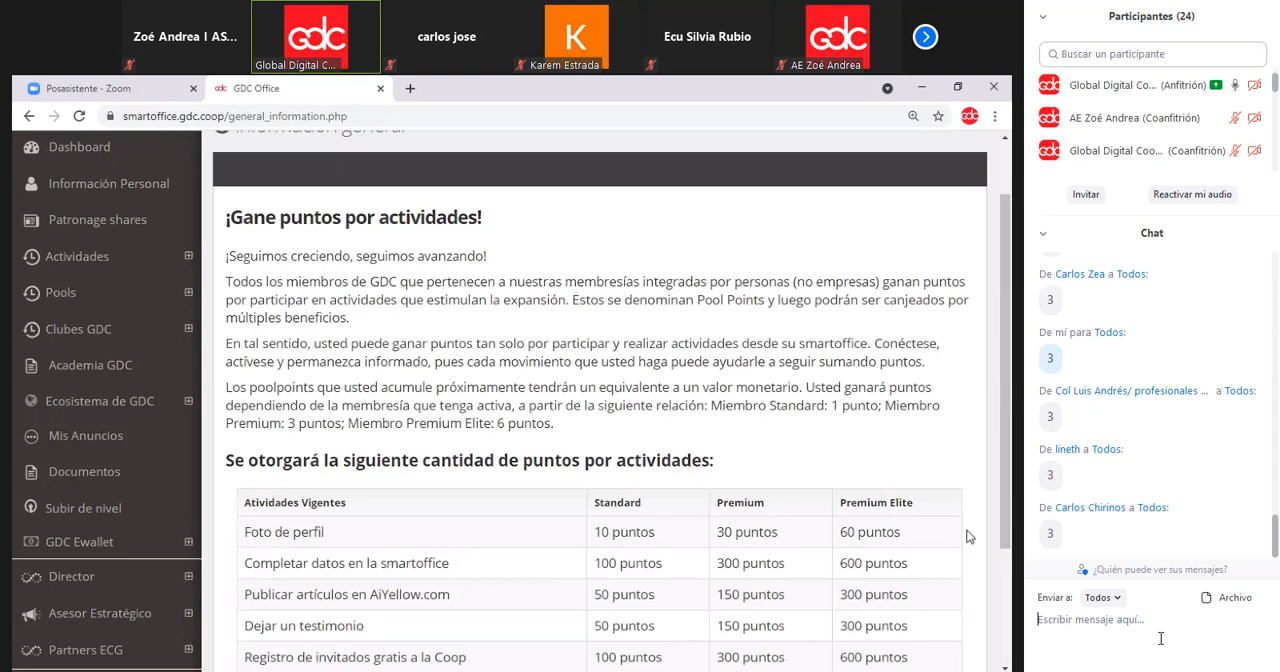 Zoé Andrea I AS...
gdc
Global Digital C...
carlos jose
K
Karem Estrada
Ecu Silvia Rubio
gdc
AE Zoé Andrea
Posasistente - Zoom
gdc GDC Office
smartoffice.gdc.coop/general_information.php
gdc
Dashboard
Información Personal
Patronage shares
Actividades
Pools
Clubes GDC
Academia GDC
Ecosistema de GDC
Mis Anuncios
Documentos
Subir de nivel
GDC Ewallet
Director
Asesor Estratégico
Partners ECG
Información general
¡Gane puntos por actividades!
¡Seguimos creciendo, seguimos avanzando!
Todos los miembros de GDC que pertenecen a nuestras membresías integradas por personas (no empresas) ganan puntos
por participar en actividades que estimulan la expansión. Estos se denominan Pool Points y luego podrán ser canjeados por
múltiples beneficios.
En tal sentido, usted puede ganar puntos tan solo por participar y realizar actividades desde su smartoffice. Conéctese,
actívese y permanezca informado, pues cada movimiento que usted haga puede ayudarle a seguir sumando puntos.
Los poolpoints que usted acumule próximamente tendrán un equivalente a un valor monetario. Usted ganará puntos
dependiendo de la membresía que tenga activa, a partir de la siguiente relación: Miembro Standard: 1 punto; Miembro
Premium: 3 puntos; Miembro Premium Elite: 6 puntos.
Se otorgará la siguiente cantidad de puntos por actividades:
Atividades Vigentes Standard Premium Premium Elite
Foto de perfil 10 puntos 30 puntos 60 puntos
Completar datos en la smartoffice 100 puntos 300 puntos 600 puntos
Publicar artículos en AiYellow.com 50 puntos 150 puntos 300 puntos
Dejar un testimonio 50 puntos 150 puntos 300 puntos
Registro de invitados gratis a la Coop 100 puntos 300 puntos 600 puntos
Participantes (24)
Buscar un participante
gdc Global Digital Co... (Anfitrión)
gdc AE Zoé Andrea (Coanfitrión)
gdc Global Digital Coo... (Coanfitrión)
Invitar Reactivar mi audio
Chat
De Carlos Zea a Todos:
3
De mí para Todos:
3
De Col Luis Andrés/ profesionales ... a Todos:
3
De lineth a Todos:
3
De Carlos Chirinos a Todos:
3
¿Quién puede ver sus mensajes?
Enviar a: Todos Archivo
Escribir mensaje aquí...